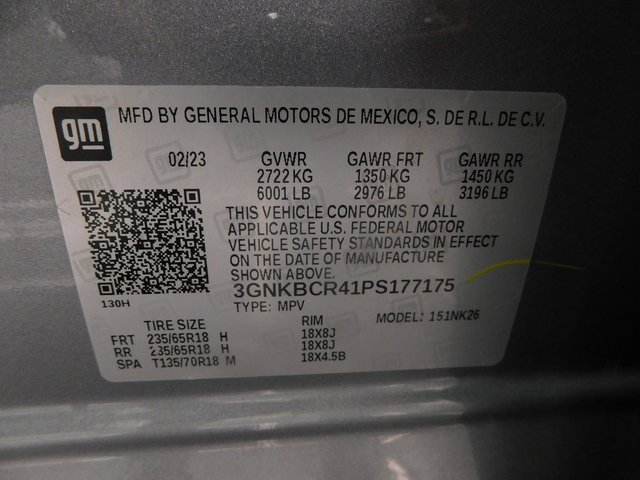 gm
MFD BY GENERAL MOTORS DE MEXICO, S. DE R.L. DE C.V.
02/23 GVWR GAWR FRT GAWR RR
2722 KG 1350 KG 1450 KG
6001 LB 2976 LB 3196 LB
THIS VEHICLE CONFORMS TO ALL
APPLICABLE U.S. FEDERAL MOTOR
VEHICLE SAFETY STANDARDS IN EFFECT
ON THE DATE OF MANUFACTURE
SHOWN ABOVE.
130H
3GNKBCR41PS177175
TYPE: MPV MODEL: 151NK26
TIRE SIZE RIM
FRT 235/65R18 H 18X8J
RR 235/65R18 H 18X8J
SPA T135/70R18 M 18X4.5B